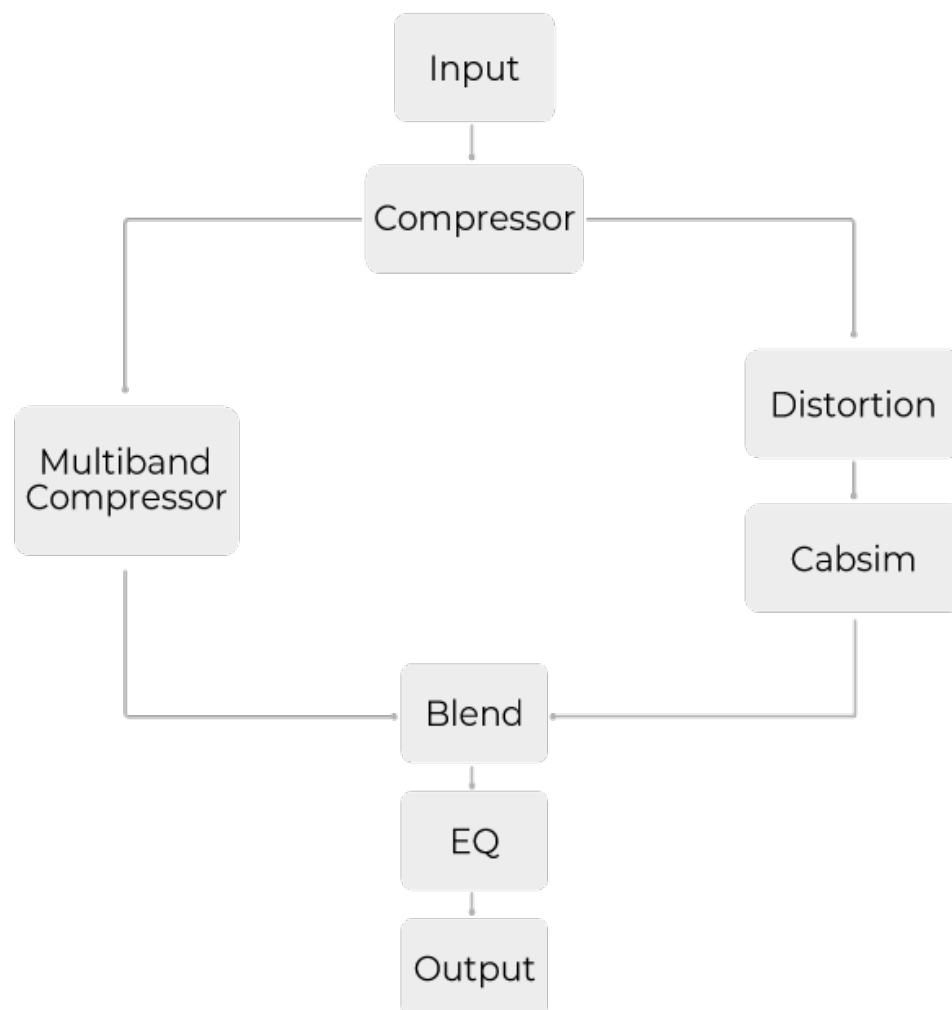 Input
Compressor
Distortion
Multiband
Compressor
Cabsim
Blend
EQ
Output